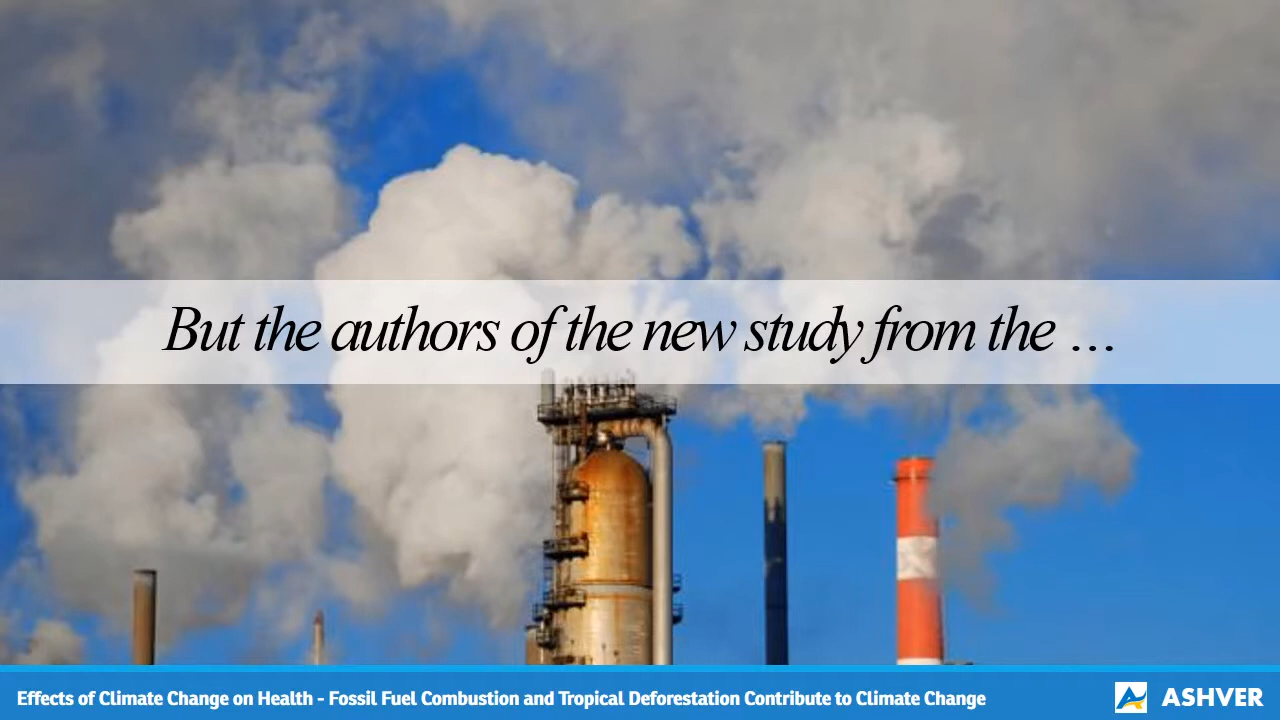 But the authors of the new study from the …
Effects of Climate Change on Health - Fossil Fuel Combustion and Tropical Deforestation Contribute to Climate Change
ASHVER